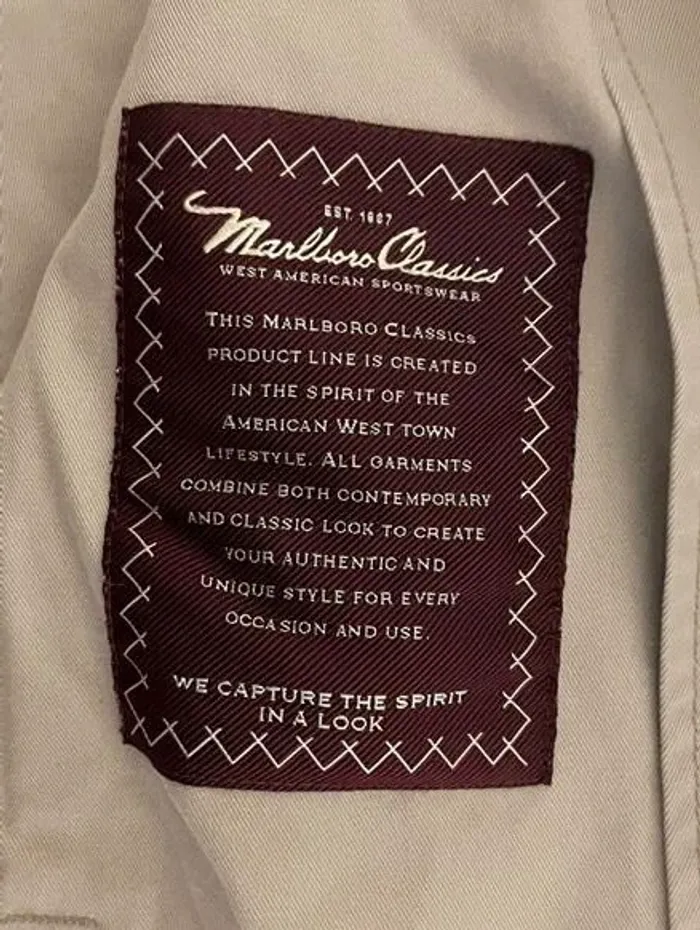 EST. 1987
Marlboro Classics
WEST AMERICAN SPORTSWEAR
THIS MARLBORO CLASSICS
PRODUCT LINE IS CREATED
IN THE SPIRIT OF THE
AMERICAN WEST TOWN
LIFESTYLE. ALL GARMENTS
COMBINE BOTH CONTEMPORARY
AND CLASSIC LOOK TO CREATE
YOUR AUTHENTIC AND
UNIQUE STYLE FOR EVERY
OCCASION AND USE.
WE CAPTURE THE SPIRIT
IN A LOOK